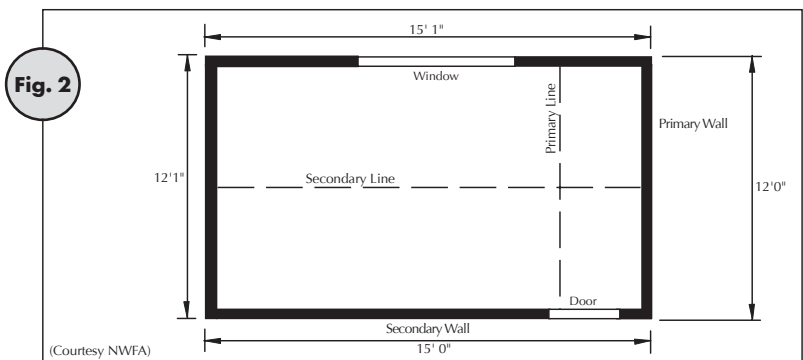 15' 1"
Fig. 2
Window
Primary Line
Primary Wall
12'1"
Secondary Line
12'0"
Door
Secondary Wall
(Courtesy NWFA)
15' 0"